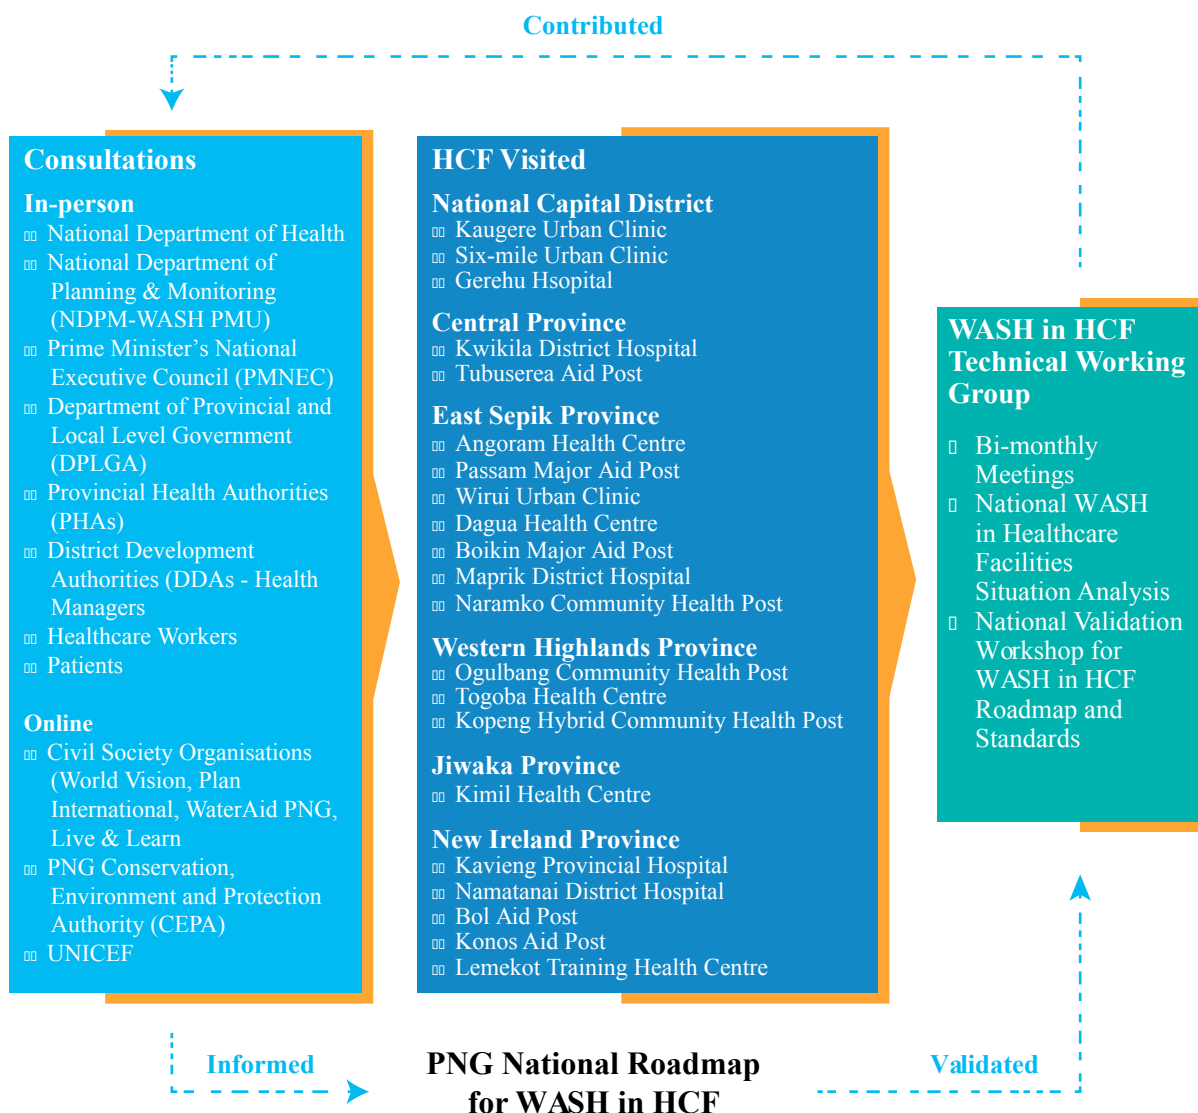 Contributed
Consultations
In-person
National Department of Health
National Department of
Planning & Monitoring
(NDPM-WASH PMU)
Prime Minister’s National
Executive Council (PMNEC)
Department of Provincial and
Local Level Government
(DPLGA)
Provincial Health Authorities
(PHAs)
District Development
Authorities (DDAs - Health
Managers
Healthcare Workers
Patients
Online
Civil Society Organisations
(World Vision, Plan
International, WaterAid PNG,
Live & Learn
PNG Conservation,
Environment and Protection
Authority (CEPA)
UNICEF
HCF Visited
National Capital District
Kaugere Urban Clinic
Six-mile Urban Clinic
Gerehu Hsopital
Central Province
Kwikila District Hospital
Tubuserea Aid Post
East Sepik Province
Angoram Health Centre
Passam Major Aid Post
Wirui Urban Clinic
Dagua Health Centre
Boikin Major Aid Post
Maprik District Hospital
Naramko Community Health Post
Western Highlands Province
Ogulbang Community Health Post
Togoba Health Centre
Kopeng Hybrid Community Health Post
Jiwaka Province
Kimil Health Centre
New Ireland Province
Kavieng Provincial Hospital
Namatanai District Hospital
Bol Aid Post
Konos Aid Post
Lemekot Training Health Centre
WASH in HCF
Technical Working
Group
Bi-monthly
Meetings
National WASH
in Healthcare
Facilities
Situation Analysis
National Validation
Workshop for
WASH in HCF
Roadmap and
Standards
Informed
PNG National Roadmap
for WASH in HCF
Validated